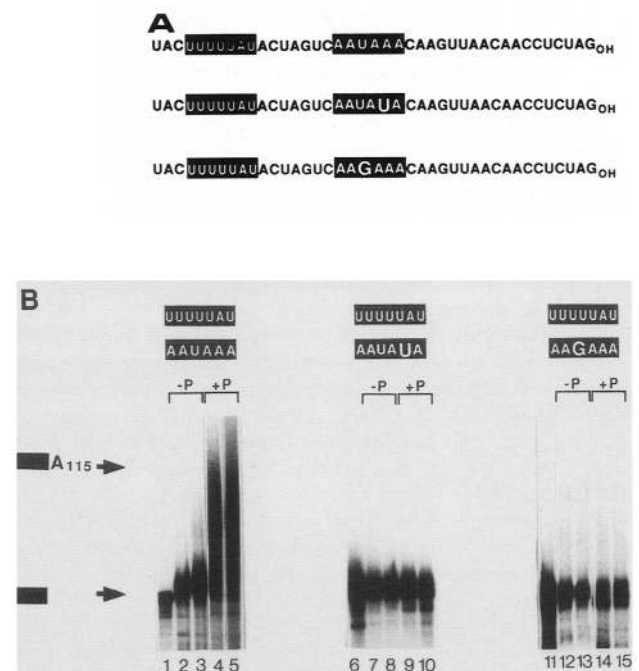 A
UACUUUUUAUACUAGUCAAUAAACAAGUUAACAACCUCUAGOH
UACUUUUUAUACUAGUCAAUAUACAAGUUAACAACCUCUAGOH
UACUUUUUAUACUAGUCAAGAAACAAGUUAACAACCUCUAGOH
B
UUUUUAU UUUUUAU UUUUUAU
AAUAAA AAUAUA AAGAAA
-P +P -P +P -P +P
A115
1 2 3 4 5 6 7 8 9 10 11 12 13 14 15